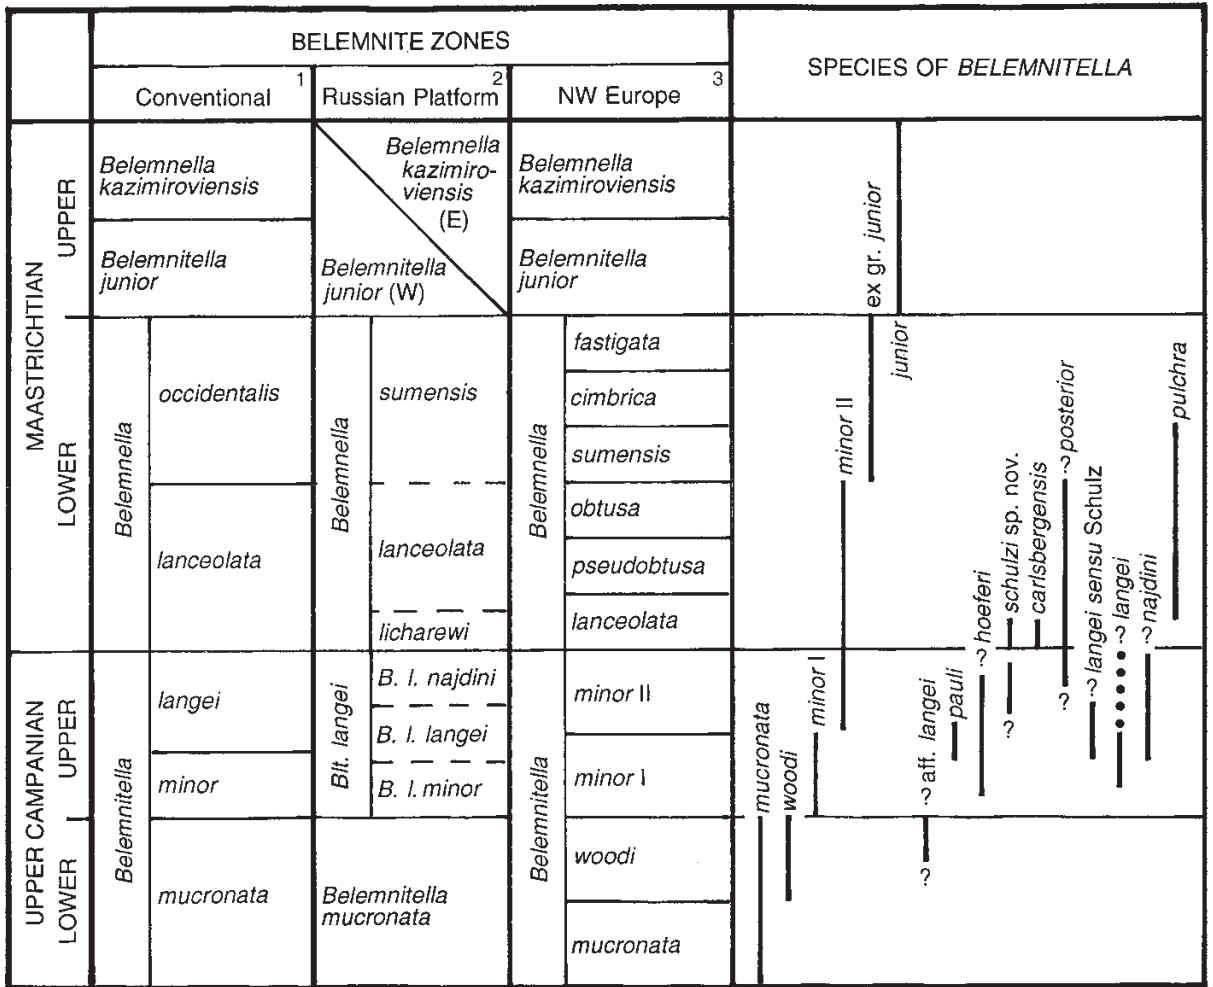 BELEMNITE ZONES
SPECIES OF BELEMNITELLA
Conventional 1
Russian Platform 2
NW Europe 3
MAASTRICHTIAN
UPPER
LOWER
UPPER CAMPANIAN
UPPER
LOWER
Belemnella
kazimiroviensis
Belemnitella
junior
Belemnella
occidentalis
lanceolata
Belemnitella
langei
minor
mucronata
Belemnella
kazimiro-
viensis
(E)
Belemnitella
junior (W)
Belemnella
sumensis
lanceolata
licharewi
Blt. langei
B. l. najdini
B. l. langei
B. l. minor
Belemnitella
mucronata
Belemnella
kazimiroviensis
Belemnitella
junior
Belemnella
fastigata
cimbrica
sumensis
obtusa
pseudobtusa
lanceolata
Belemnitella
minor II
minor I
woodi
mucronata
mucronata
woodi
minor I
minor II
ex gr. junior
junior
? aff. langei
?
pauli
? hoeferi
schulzi sp. nov.
?
carlsbergensis
? posterior
?
? langei sensu Schulz
? langei
? najdini
pulchra